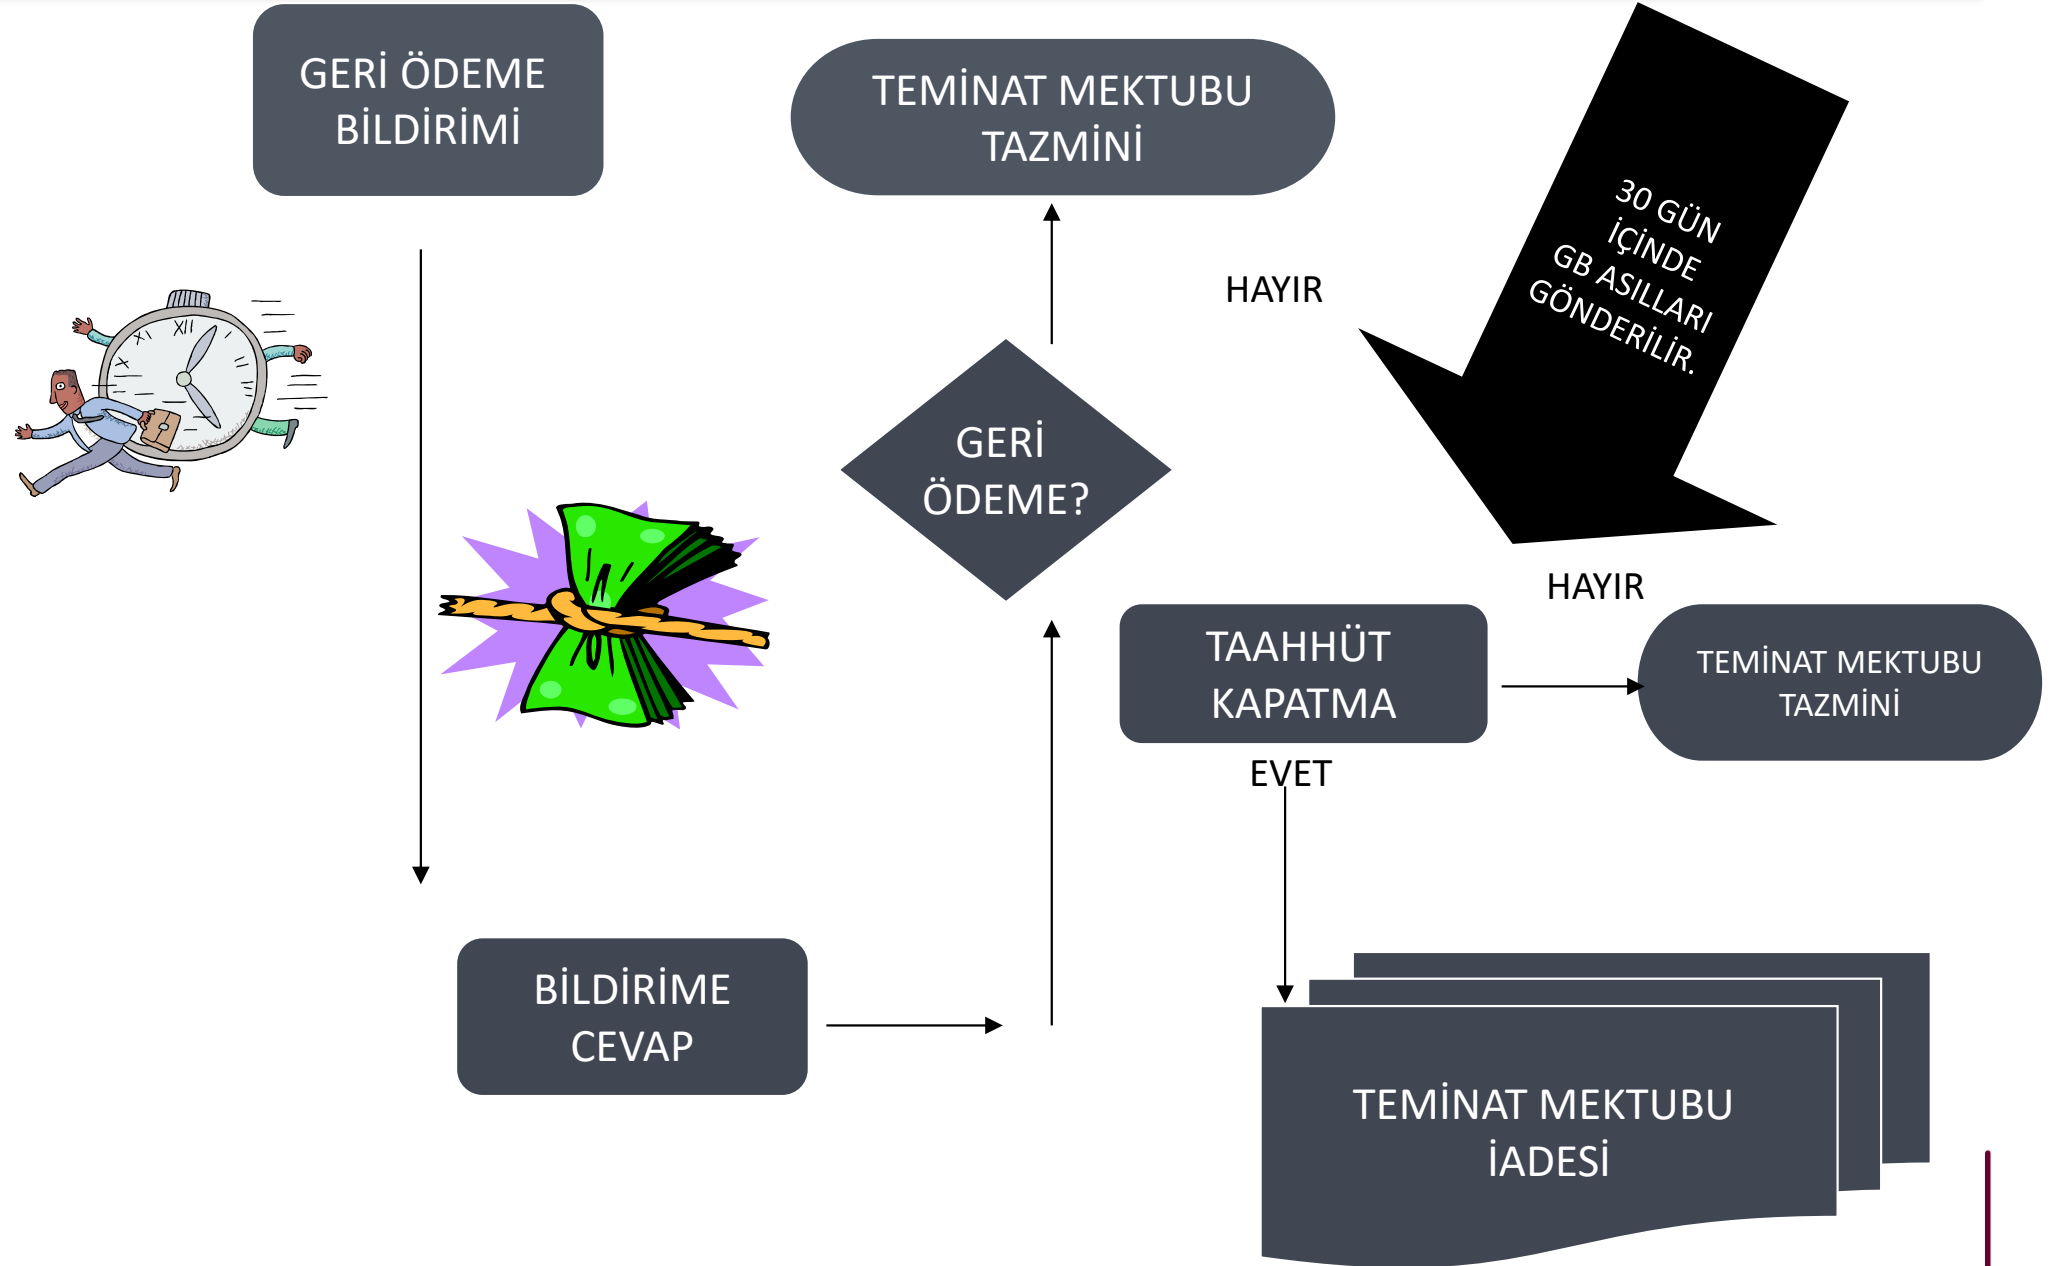 GERİ ÖDEME
BİLDİRİMİ
TEMİNAT MEKTUBU
TAZMİNİ
30 GÜN
İÇİNDE
GB ASILLARI
GÖNDERİLİR.
HAYIR
XII
XI
X
GERİ
ÖDEME?
HAYIR
TAAHHÜT
KAPATMA
TEMİNAT MEKTUBU
TAZMİNİ
EVET
BİLDİRİME
CEVAP
TEMİNAT MEKTUBU
İADESİ